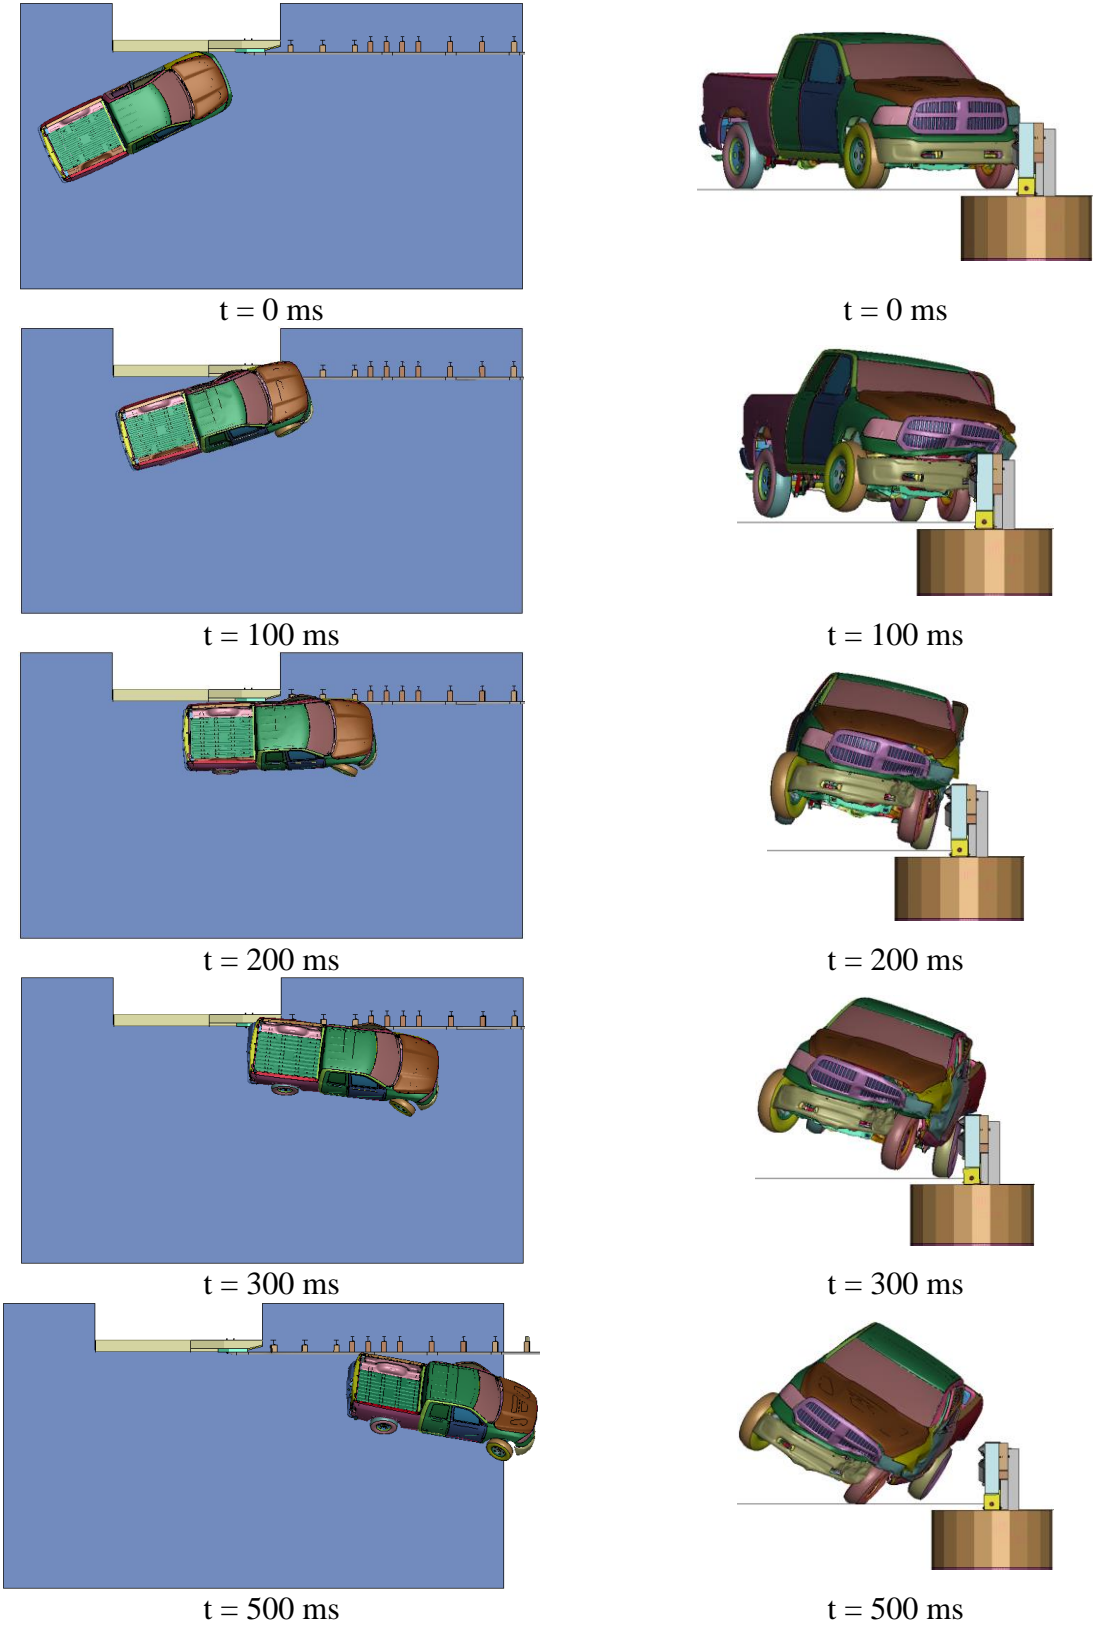 t = 0 ms
t = 0 ms
t = 100 ms
t = 100 ms
t = 200 ms
t = 200 ms
t = 300 ms
t = 300 ms
t = 500 ms
t = 500 ms